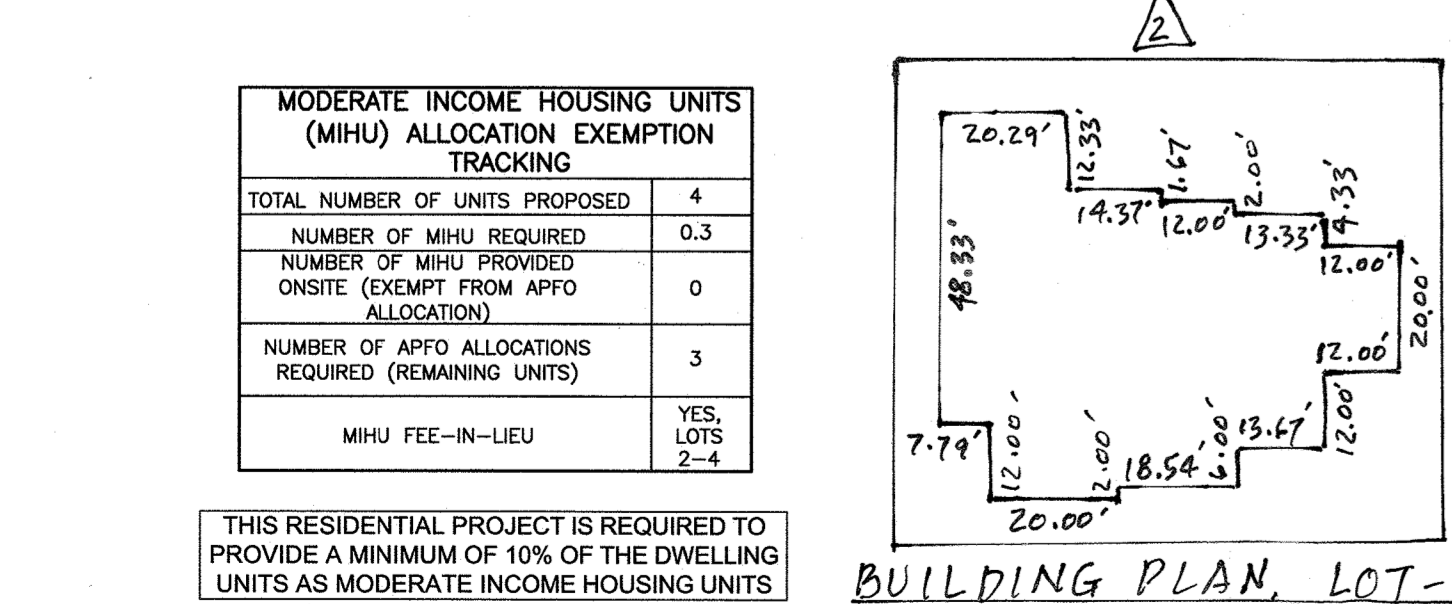 MODERATE INCOME HOUSING UNITS
(MIHU) ALLOCATION EXEMPTION
TRACKING
TOTAL NUMBER OF UNITS PROPOSED 4
NUMBER OF MIHU REQUIRED 0.3
NUMBER OF MIHU PROVIDED
ONSITE (EXEMPT FROM APFO
ALLOCATION)
0
NUMBER OF APFO ALLOCATIONS
REQUIRED (REMAINING UNITS)
3
MIHU FEE-IN-LIEU
YES,
LOTS
2-4
THIS RESIDENTIAL PROJECT IS REQUIRED TO
PROVIDE A MINIMUM OF 10% OF THE DWELLING
UNITS AS MODERATE INCOME HOUSING UNITS
2
20.29'
12.33'
14.37'
1.67'
12.00'
2.00'
13.33'
4.33'
12.00'
20.00'
12.00'
12.00'
13.67'
6.00'
18.54'
2.00'
20.00'
12.00'
7.79'
48.33'
BUILDING PLAN, LOT-